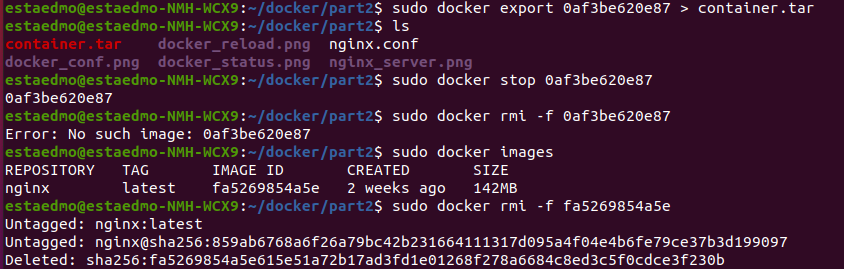 estaedmo@estaedmo-NMH-WCX9:~/docker/part2$ sudo docker export 0af3be620e87 > container.tar
estaedmo@estaedmo-NMH-WCX9:~/docker/part2$ ls
container.tar docker_reload.png nginx.conf
docker_conf.png docker_status.png nginx_server.png
estaedmo@estaedmo-NMH-WCX9:~/docker/part2$ sudo docker stop 0af3be620e87
0af3be620e87
estaedmo@estaedmo-NMH-WCX9:~/docker/part2$ sudo docker rmi -f 0af3be620e87
Error: No such image: 0af3be620e87
estaedmo@estaedmo-NMH-WCX9:~/docker/part2$ sudo docker images
REPOSITORY TAG IMAGE ID CREATED SIZE
nginx latest fa5269854a5e 2 weeks ago 142MB
estaedmo@estaedmo-NMH-WCX9:~/docker/part2$ sudo docker rmi -f fa5269854a5e
Untagged: nginx:latest
Untagged: nginx@sha256:859ab6768a6f26a79bc42b231664111317d095a4f04e4b6fe79ce37b3d199097
Deleted: sha256:fa5269854a5e615e51a72b17ad3fd1e01268f278a6684c8ed3c5f0cdce3f230b